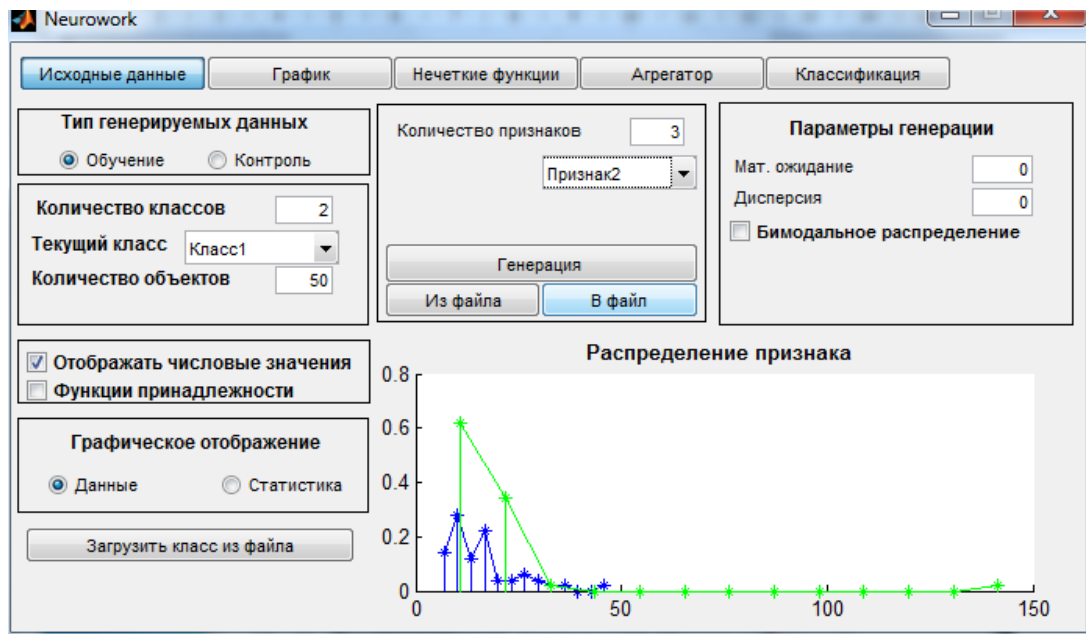 Neurowork
Исходные данные
График
Нечеткие функции
Агрегатор
Классификация
Тип генерируемых данных
Обучение
Контроль
Количество классов
2
Текущий класс
Класс1
Количество объектов
50
Количество признаков
3
Признак2
Генерация
Из файла
В файл
Параметры генерации
Мат. ожидание
0
Дисперсия
0
Бимодальное распределение
Отображать числовые значения
Функции принадлежности
Графическое отображение
Данные
Статистика
Загрузить класс из файла
Распределение признака
0.8
0.6
0.4
0.2
0
0
50
100
150